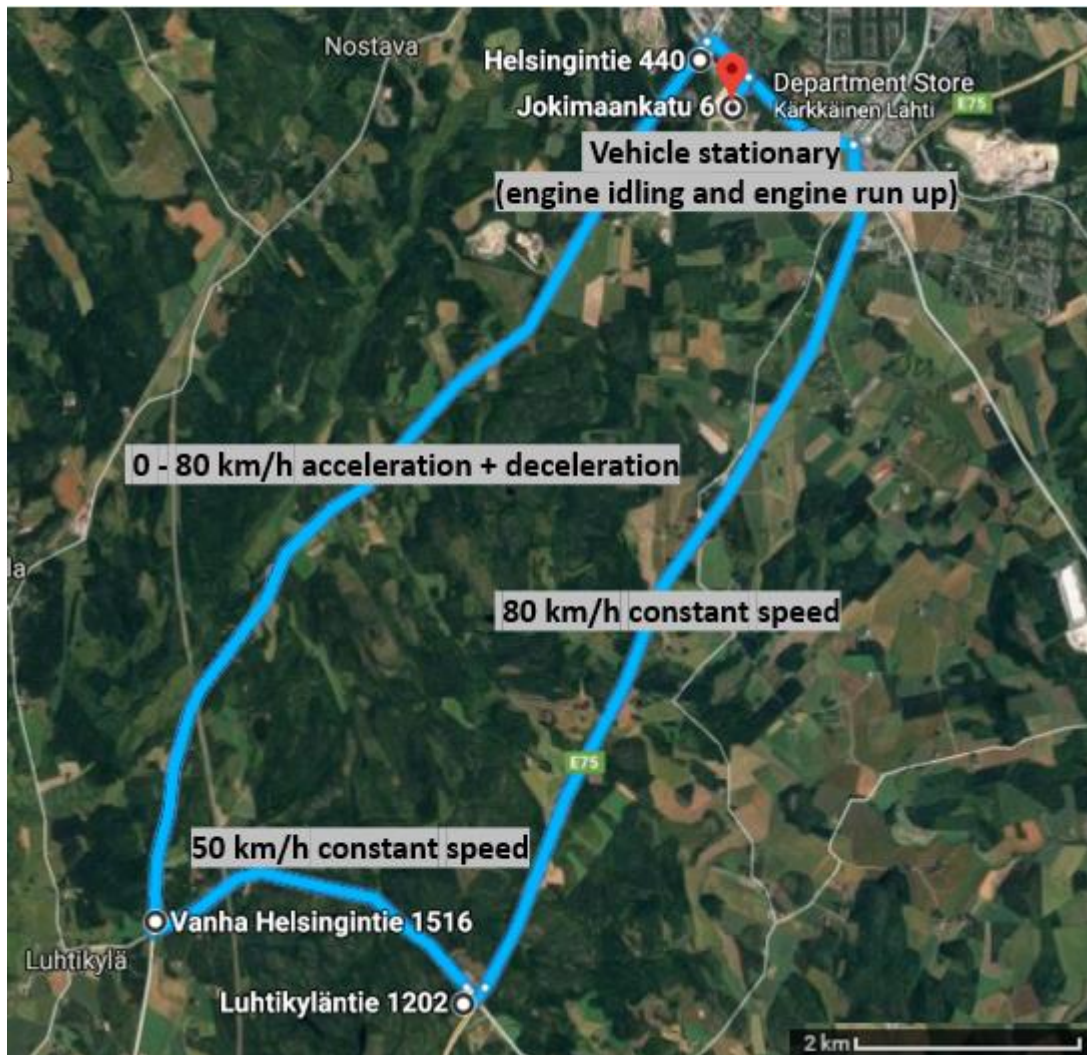 Nostava
Helsingintie 440
Department Store
Kärkkäinen Lahti
Jokimaankatu 6
E75
Vehicle stationary
(engine idling and engine run up)
0 - 80 km/h acceleration + deceleration
la
80 km/h constant speed
E75
50 km/h constant speed
Vanha Helsingintie 1516
Luhtikylä
Luhtikyläntie 1202
2 km